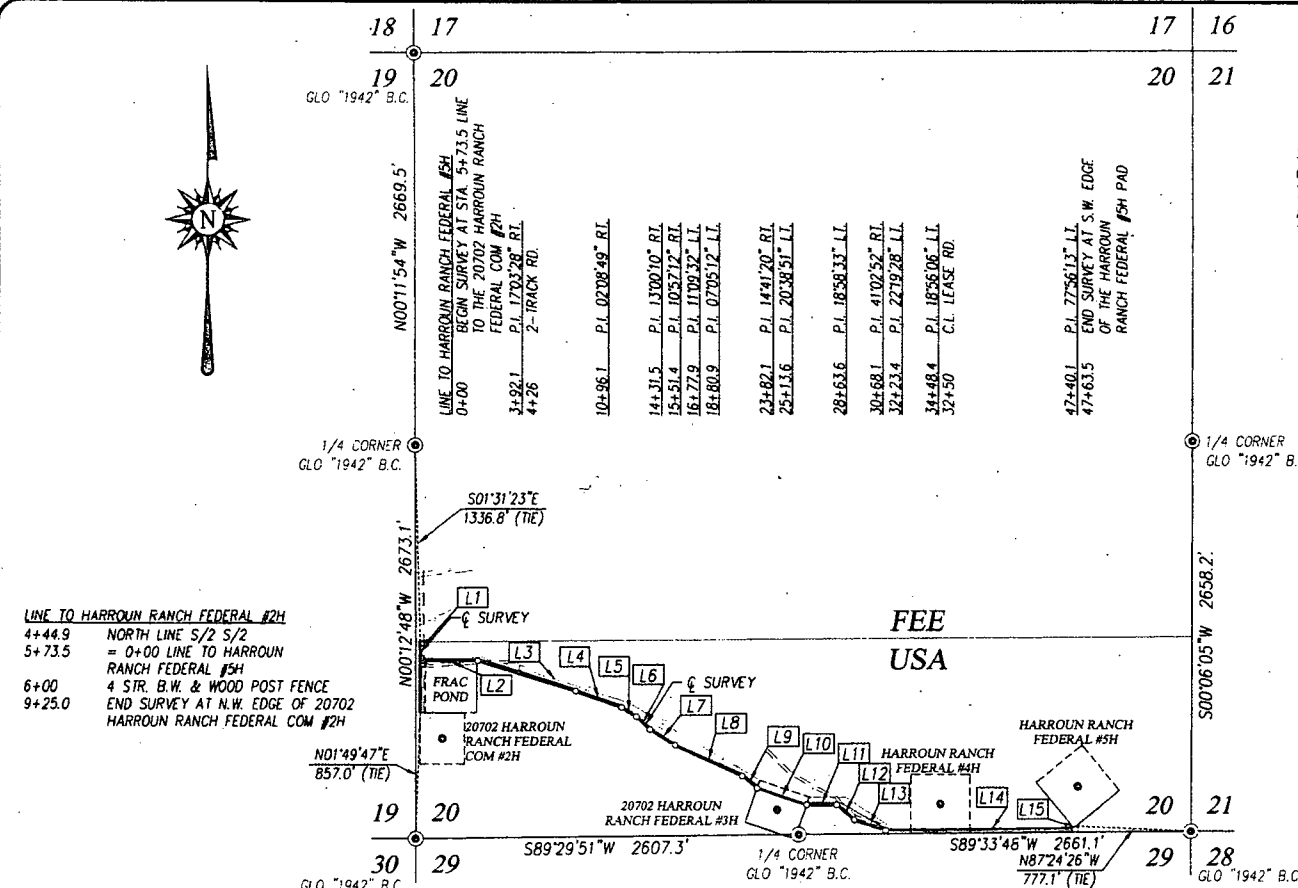 18 17
17 16
19 20
20 21
GLO "1942" B.C.
N
N00°11'54"W 2669.5'
LINE TO HARROUN RANCH FEDERAL #5H
0+00 BEGIN SURVEY AT STA. 5+73.5 LINE
TO THE 20702 HARROUN RANCH
FEDERAL COM #2H
3+92.1 P.I. 17°03'28" RT.
4+26 2-TRACK RD.
10+96.1 P.I. 02°08'49" RT.
14+31.5 P.I. 13°00'10" RT.
15+51.4 P.I. 10°57'12" RT.
16+77.9 P.I. 11°09'32" LT.
18+80.9 P.I. 07°05'12" LT.
23+82.1 P.I. 14°41'20" RT.
25+13.6 P.I. 20°38'51" LT.
28+63.6 P.I. 18°58'33" LT.
30+68.1 P.I. 41°02'52" RT.
32+23.4 P.I. 22°19'28" LT.
34+48.4 P.I. 18°56'06" LT.
32+50 C.L. LEASE RD.
47+40.1 P.I. 77°56'13" LT.
47+63.5 END SURVEY AT S.W. EDGE
OF THE HARROUN
RANCH FEDERAL #5H PAD
1/4 CORNER
GLO "1942" B.C.
1/4 CORNER
GLO "1942" B.
S01°31'23"E
1336.8' (TIE)
N00°12'48"W 2673.1'
S00°06'05"W 2658.2'
LINE TO HARROUN RANCH FEDERAL #2H
4+44.9 NORTH LINE S/2 S/2
5+73.5 = 0+00 LINE TO HARROUN
RANCH FEDERAL #5H
6+00 4 STR. B.W. & WOOD POST FENCE
9+25.0 END SURVEY AT N.W. EDGE OF 20702
HARROUN RANCH FEDERAL COM #2H
L1
℄ SURVEY
FEE
USA
L2
L3
L4
L5
L6
℄ SURVEY
L7
L8
L9
L10
L11
L12
L13
L14
L15
FRAC
POND
20702 HARROUN
RANCH FEDERAL
COM #2H
HARROUN RANCH
FEDERAL #5H
HARROUN RANCH
FEDERAL #4H
20702 HARROUN
RANCH FEDERAL #3H
N01°49'47"E
857.0' (TIE)
19 20
20 21
30 29
29 28
S89°29'51"W 2607.3'
S89°33'46"W 2661.1'
N87°24'26"W
777.1' (TIE)
1/4 CORNER
GLO "1942" B.C.
GLO "1942" B.C.
GLO "1942" B.C